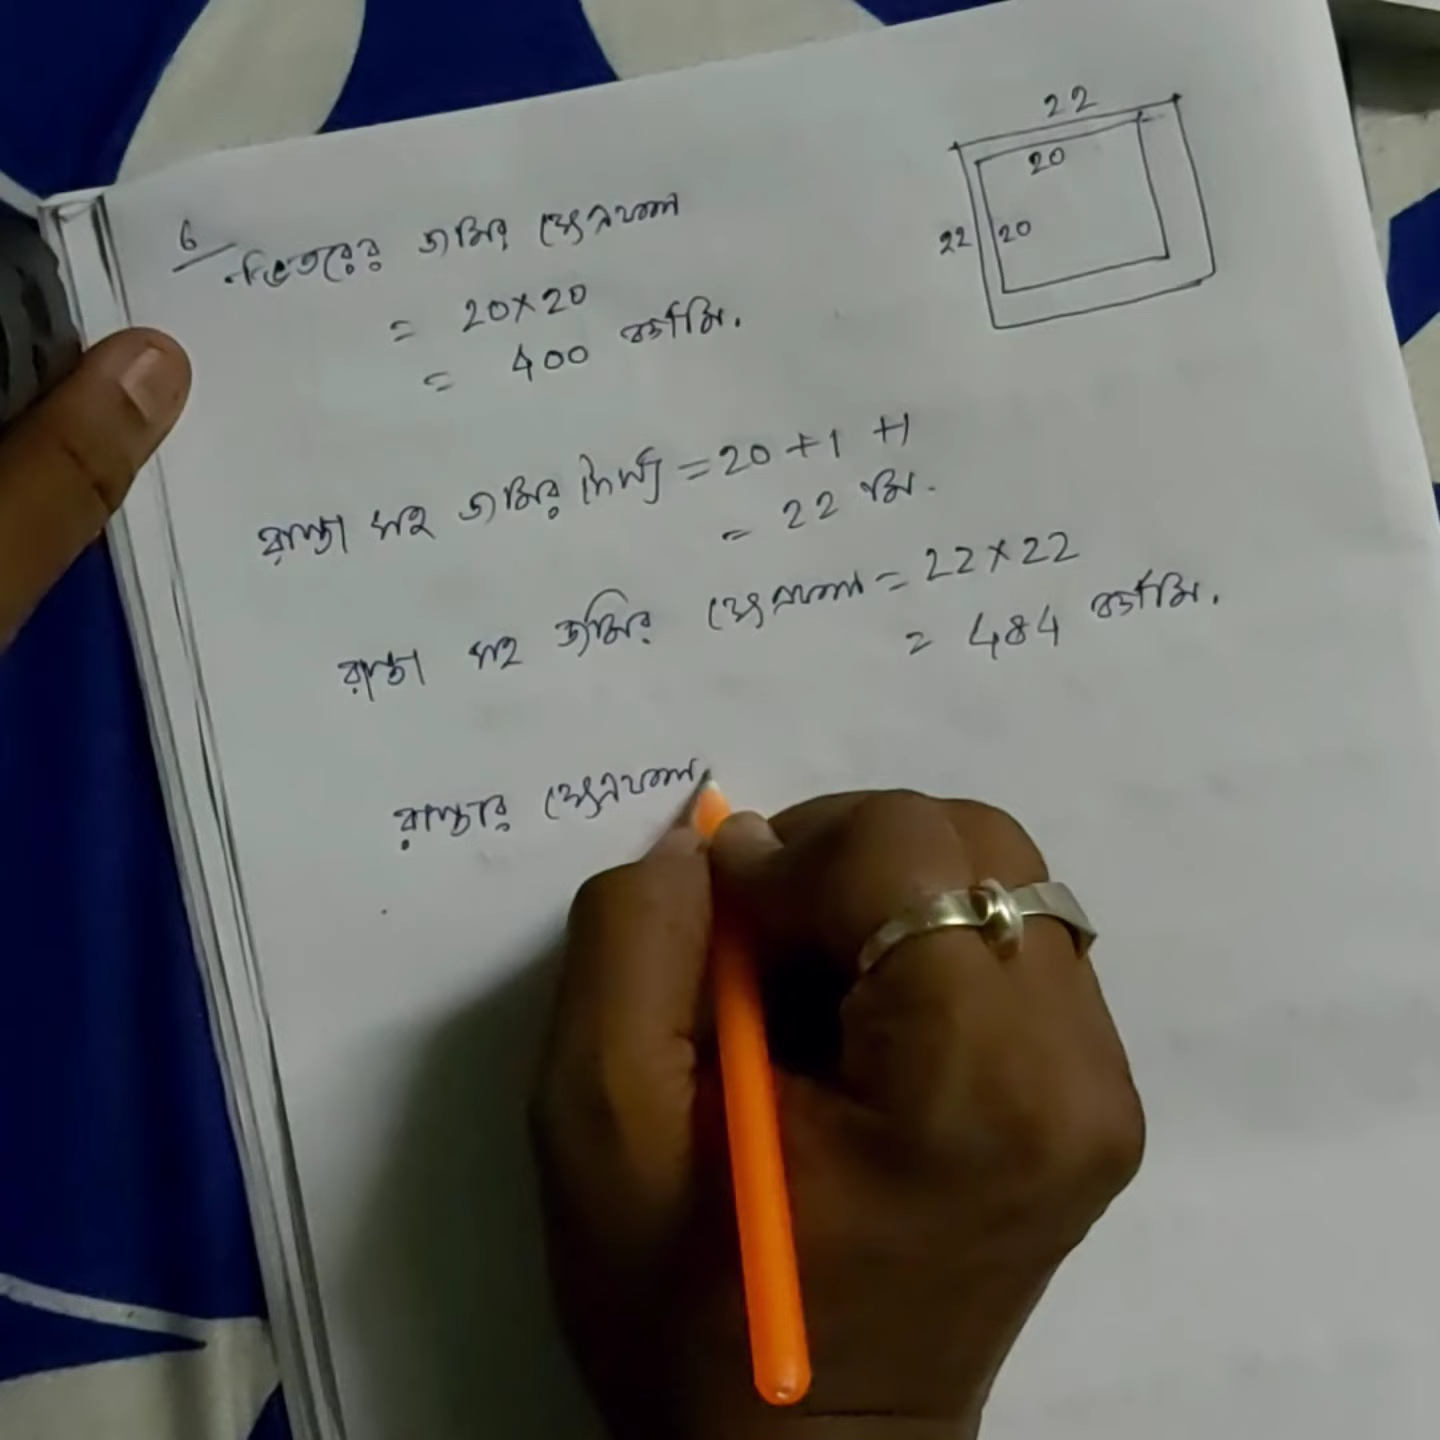 6
ভিতরের জমির ক্ষেত্রফল
= 20×20
= 400 বর্গমি.
রাস্তা সহ জমির দৈর্ঘ্য = 20 + 1 + 1
= 22 মি.
রাস্তা সহ জমির ক্ষেত্রফল = 22×22
= 484 বর্গমি.
রাস্তার ক্ষেত্রফল
22
20
22 20